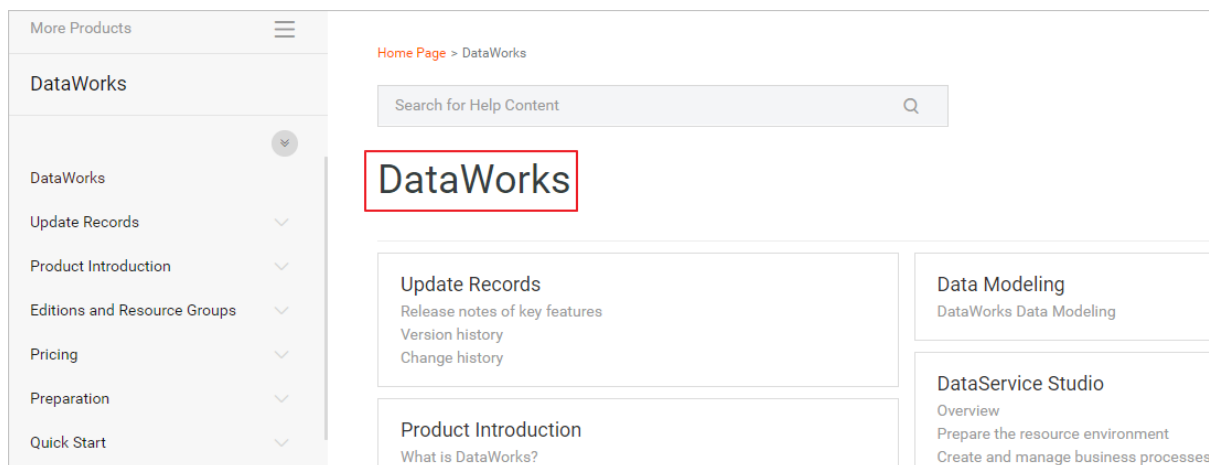 More Products
DataWorks
DataWorks
Update Records
Product Introduction
Editions and Resource Groups
Pricing
Preparation
Quick Start
Home Page > DataWorks
Search for Help Content
DataWorks
Update Records
Release notes of key features
Version history
Change history
Product Introduction
What is DataWorks?
Data Modeling
DataWorks Data Modeling
DataService Studio
Overview
Prepare the resource environment
Create and manage business processes